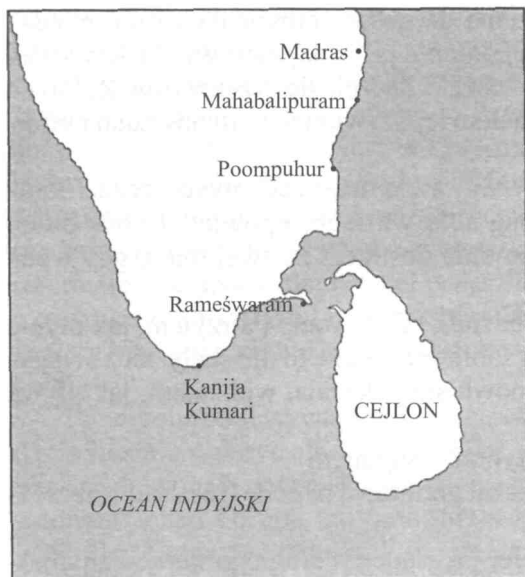 Madras
Mahabalipuram
Poompuhur
Rameśwaram
Kanija
Kumari
CEJLON
OCEAN INDYJSKI